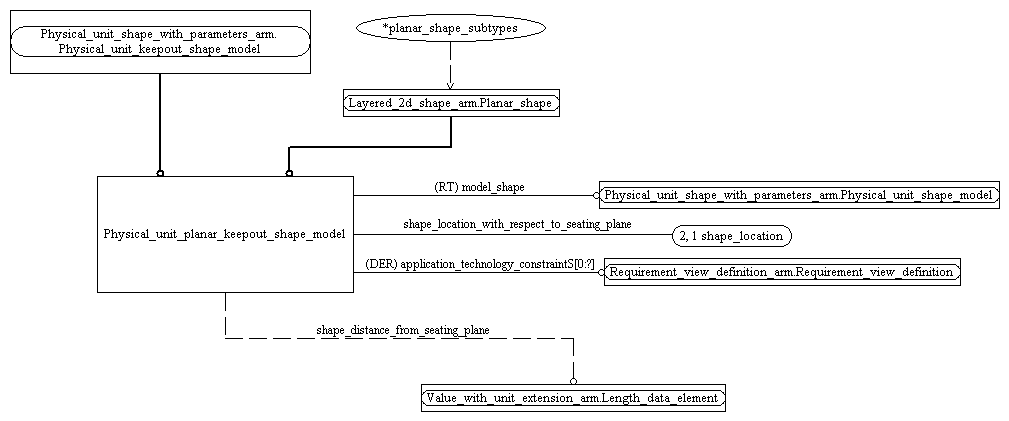 Physical_unit_shape_with_parameters_arm.
Physical_unit_keepout_shape_model
*planar_shape_subtypes
Layered_2d_shape_arm.Planar_shape
(RT) model_shape
Physical_unit_shape_with_parameters_arm.Physical_unit_shape_model
shape_location_with_respect_to_seating_plane
Physical_unit_planar_keepout_shape_model
2, 1 shape_location
(DER) application_technology_constraintS[0:?]
Requirement_view_definition_arm.Requirement_view_definition
shape_distance_from_seating_plane
Value_with_unit_extension_arm.Length_data_element